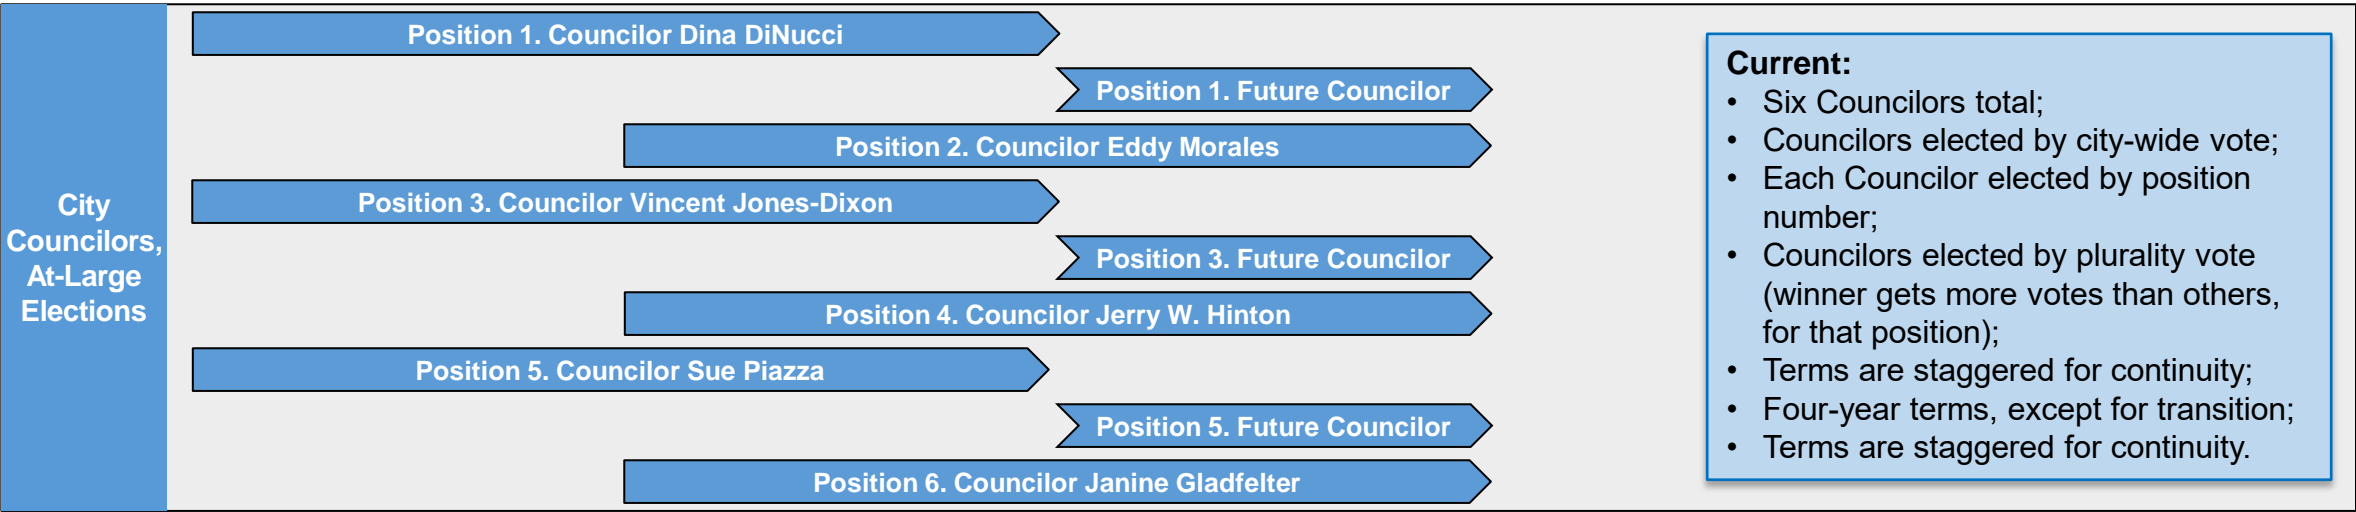 City
Councilors,
At-Large
Elections
Position 1. Councilor Dina DiNucci
Position 1. Future Councilor
Position 2. Councilor Eddy Morales
Position 3. Councilor Vincent Jones-Dixon
Position 3. Future Councilor
Position 4. Councilor Jerry W. Hinton
Position 5. Councilor Sue Piazza
Position 5. Future Councilor
Position 6. Councilor Janine Gladfelter
Current:
• Six Councilors total;
• Councilors elected by city-wide vote;
• Each Councilor elected by position
number;
• Councilors elected by plurality vote
(winner gets more votes than others,
for that position);
• Terms are staggered for continuity;
• Four-year terms, except for transition;
• Terms are staggered for continuity.